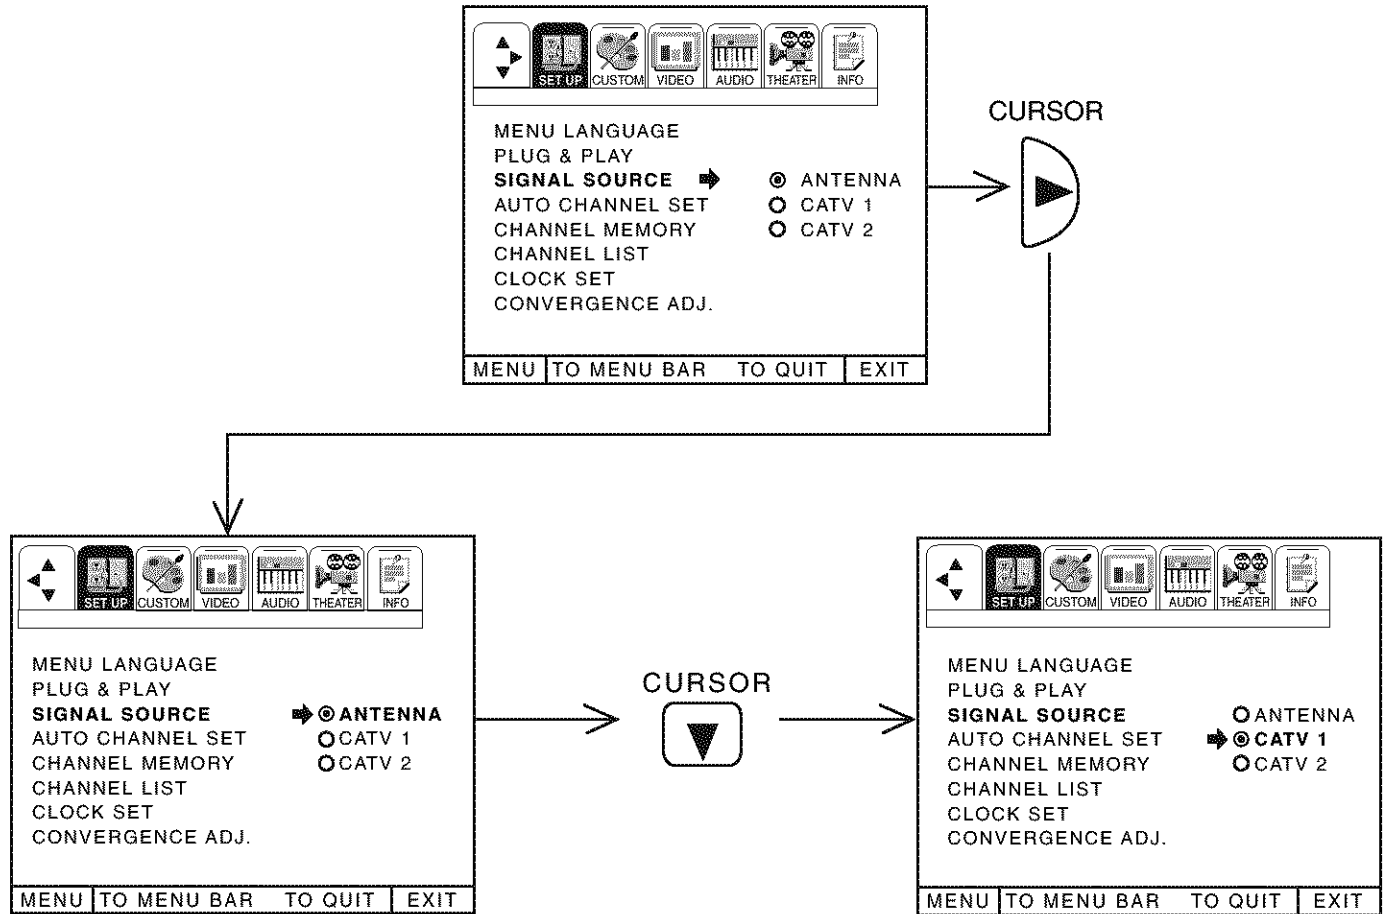 SET UP CUSTOM VIDEO AUDIO THEATER INFO
MENU LANGUAGE
PLUG & PLAY
SIGNAL SOURCE ANTENNA
AUTO CHANNEL SET CATV 1
CHANNEL MEMORY CATV 2
CHANNEL LIST
CLOCK SET
CONVERGENCE ADJ.
MENU TO MENU BAR TO QUIT EXIT
CURSOR
SET UP CUSTOM VIDEO AUDIO THEATER INFO
MENU LANGUAGE
PLUG & PLAY
SIGNAL SOURCE ANTENNA
AUTO CHANNEL SET CATV 1
CHANNEL MEMORY CATV 2
CHANNEL LIST
CLOCK SET
CONVERGENCE ADJ.
MENU TO MENU BAR TO QUIT EXIT
CURSOR
SET UP CUSTOM VIDEO AUDIO THEATER INFO
MENU LANGUAGE
PLUG & PLAY
SIGNAL SOURCE ANTENNA
AUTO CHANNEL SET CATV 1
CHANNEL MEMORY CATV 2
CHANNEL LIST
CLOCK SET
CONVERGENCE ADJ.
MENU TO MENU BAR TO QUIT EXIT